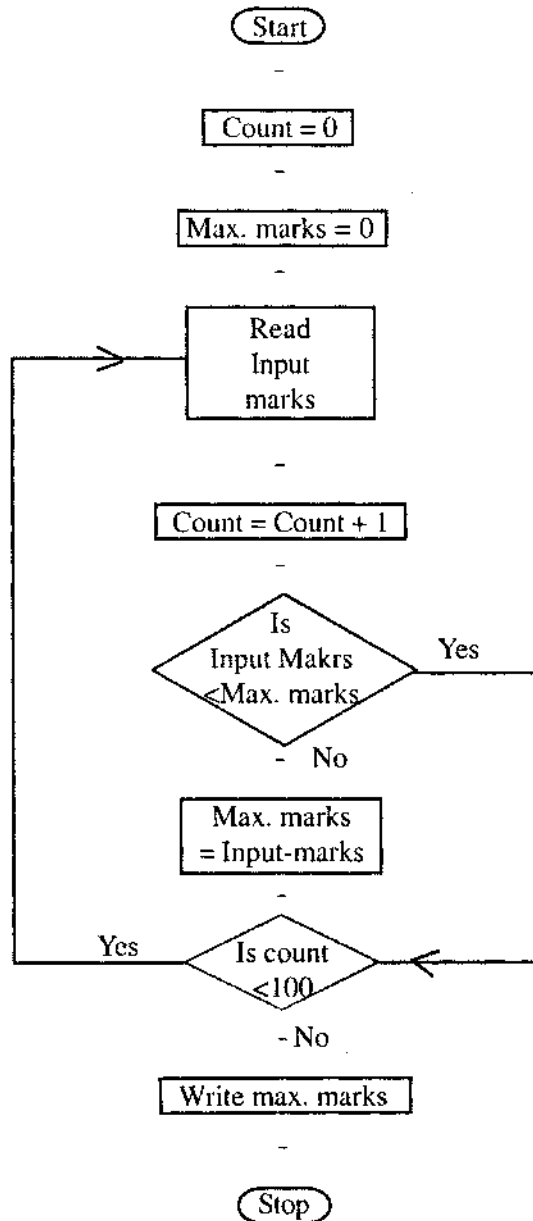 Start
Count = 0
Max. marks = 0
Read
Input
marks
Count = Count + 1
Is
Input Makrs
<Max. marks
Yes
No
Max. marks
= Input-marks
Yes
Is count
<100
No
Write max. marks
Stop